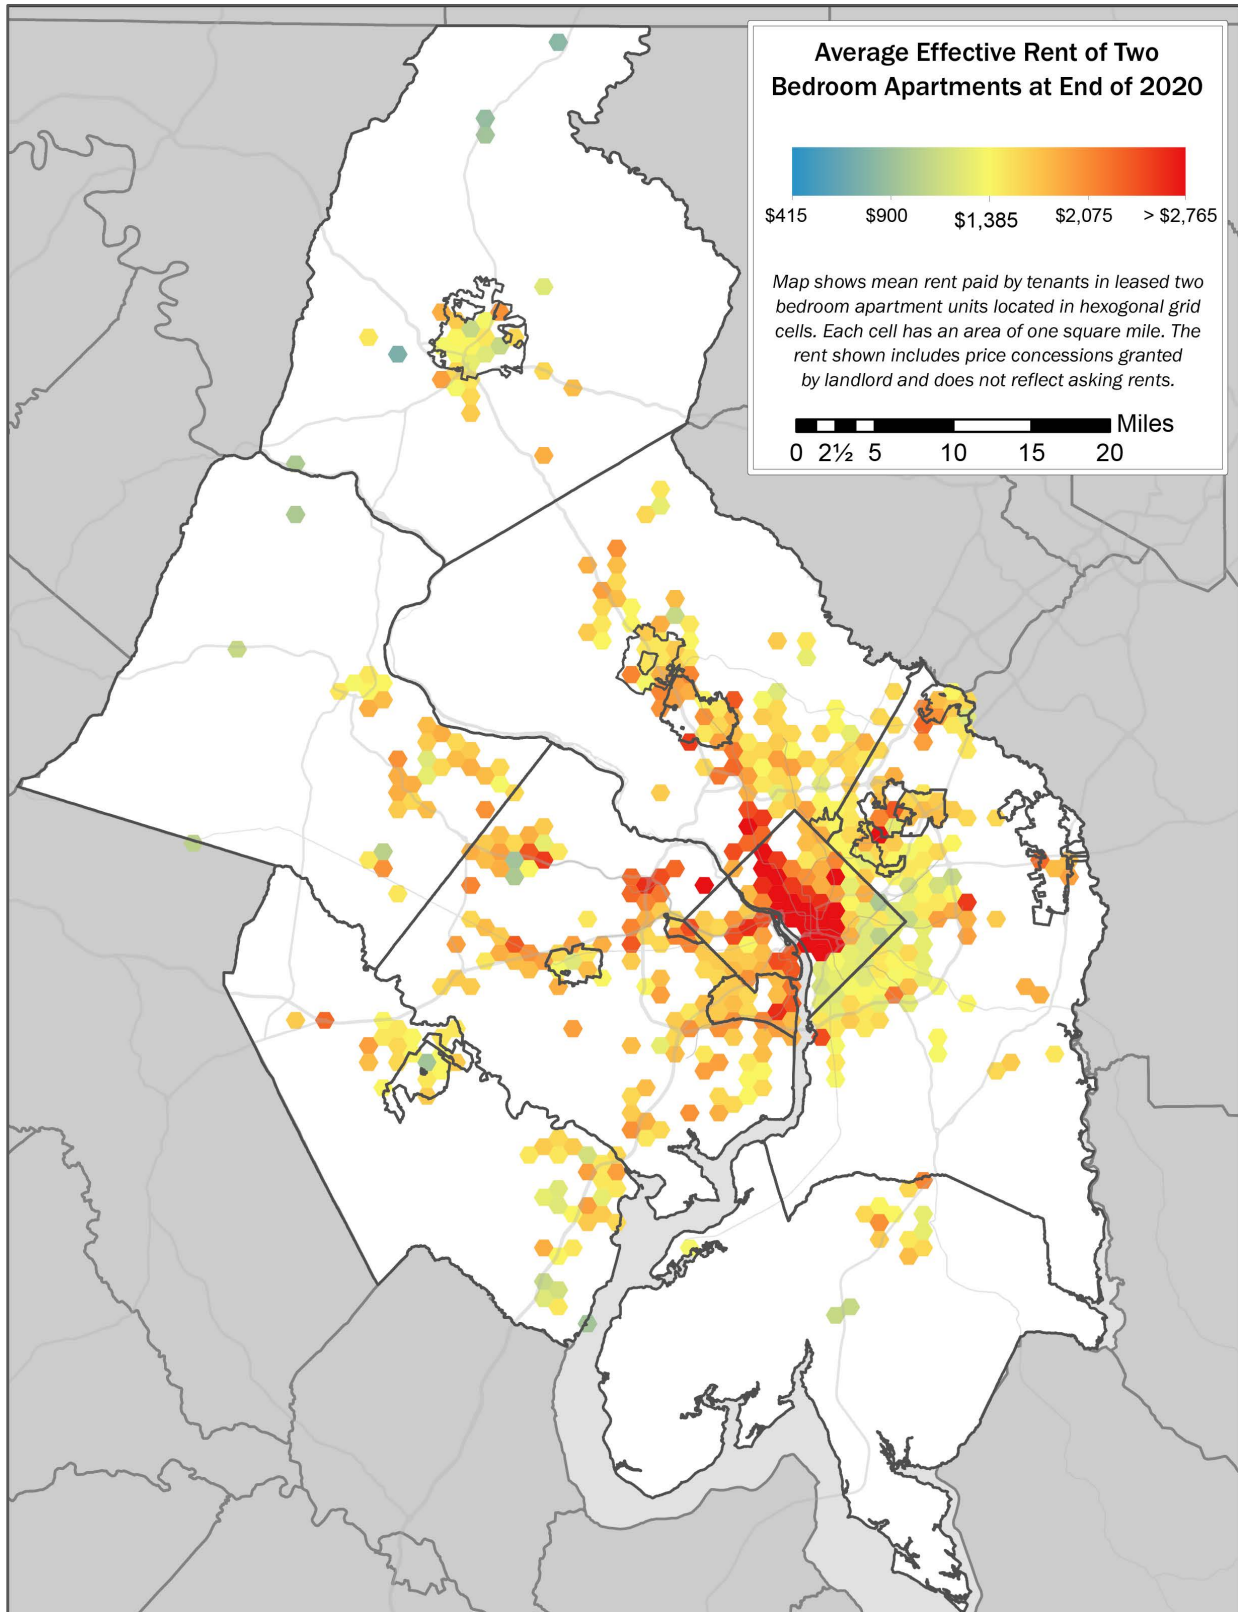 Average Effective Rent of Two
Bedroom Apartments at End of 2020
$415 $900 $1,385 $2,075 > $2,765
Map shows mean rent paid by tenants in leased two
bedroom apartment units located in hexogonal grid
cells. Each cell has an area of one square mile. The
rent shown includes price concessions granted
by landlord and does not reflect asking rents.
Miles
0 2½ 5 10 15 20